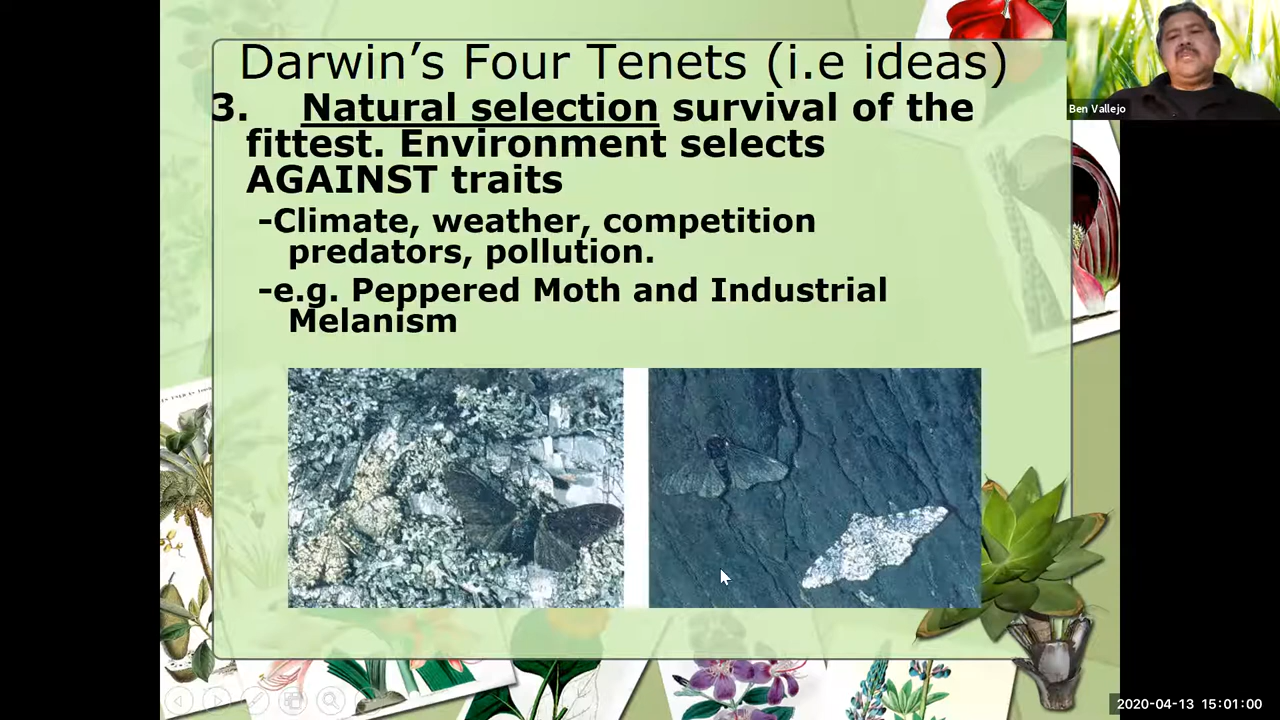 Darwin's Four Tenets (i.e ideas)
3. Natural selection survival of the
fittest. Environment selects
AGAINST traits
-Climate, weather, competition
predators, pollution.
-e.g. Peppered Moth and Industrial
Melanism
Ben Vallejo
2020-04-13 15:01:00